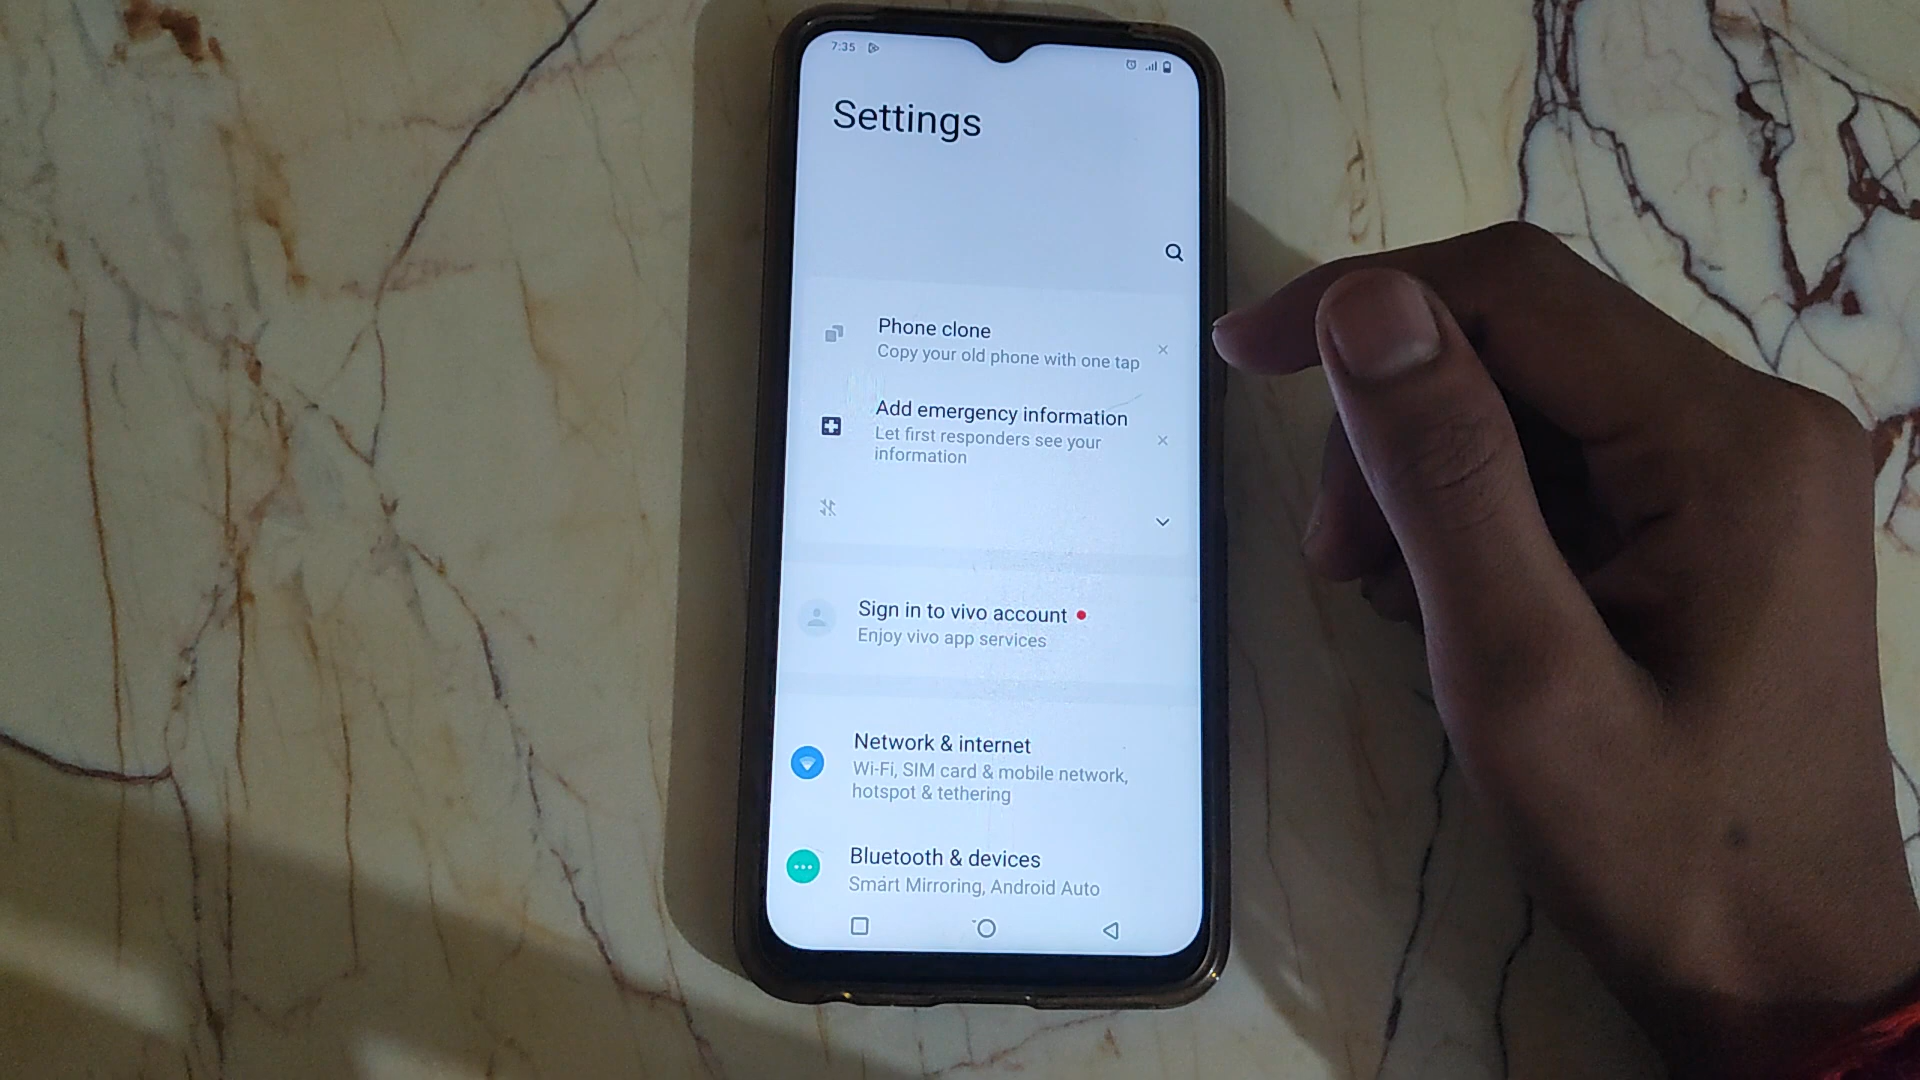 7:35
Settings
Phone clone
Copy your old phone with one tap
Add emergency information
Let first responders see your
information
Sign in to vivo account
Enjoy vivo app services
Network & internet
Wi-Fi, SIM card & mobile network,
hotspot & tethering
Bluetooth & devices
Smart Mirroring, Android Auto